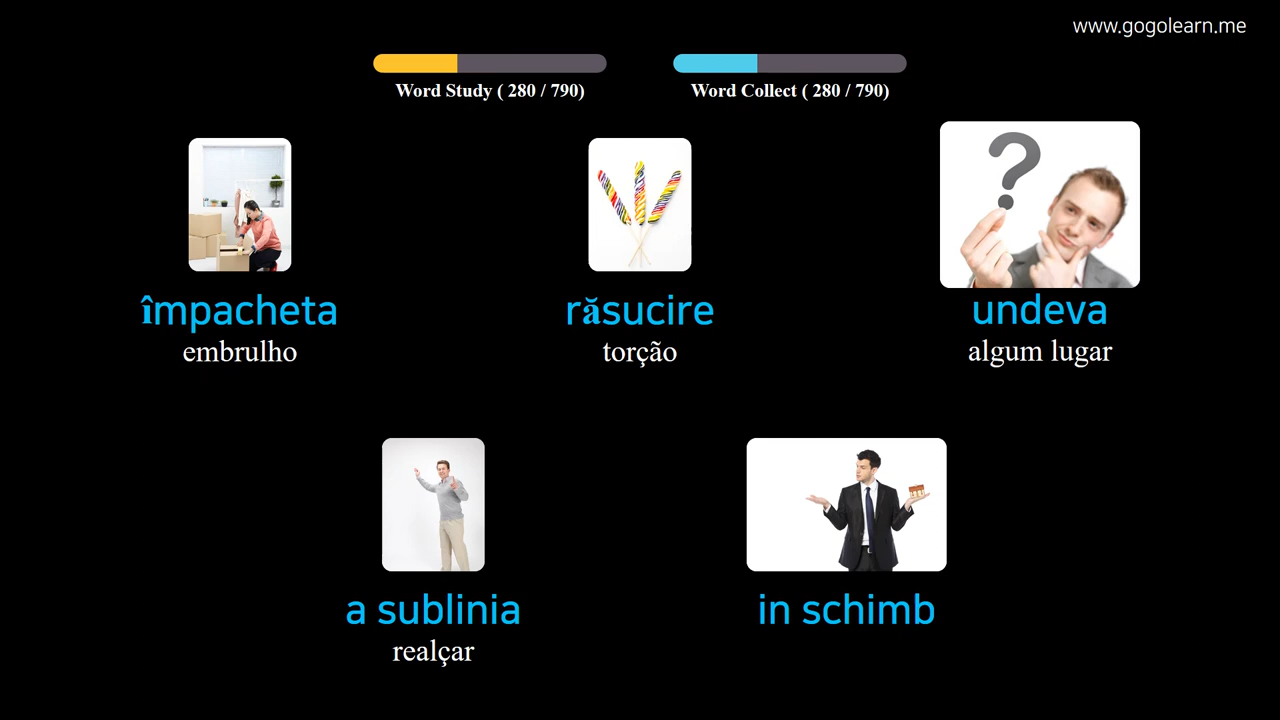 www.gogolearn.me
Word Study ( 280 / 790)
Word Collect ( 280 / 790)
împacheta
embrulho
răsucire
torção
undeva
algum lugar
a sublinia
realçar
in schimb